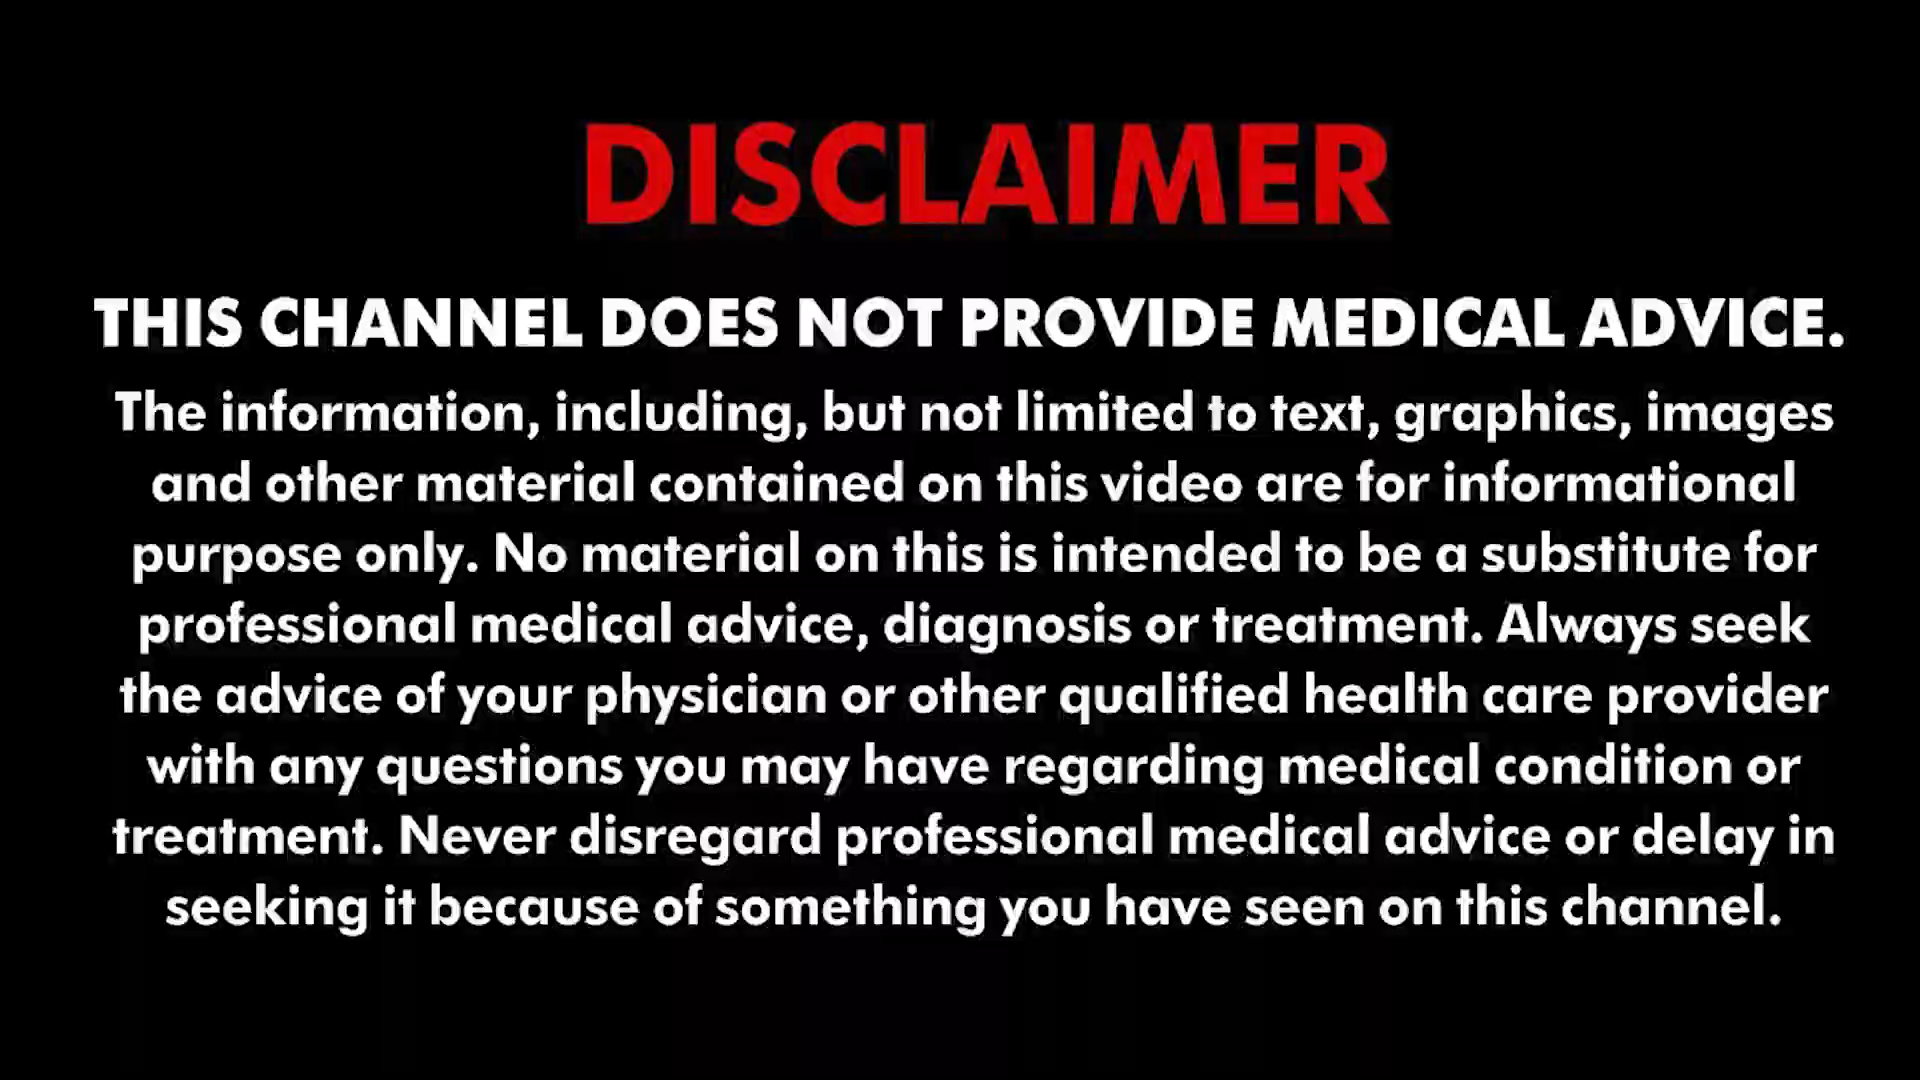 DISCLAIMER
THIS CHANNEL DOES NOT PROVIDE MEDICAL ADVICE.
The information, including, but not limited to text, graphics, images
and other material contained on this video are for informational
purpose only. No material on this is intended to be a substitute for
professional medical advice, diagnosis or treatment. Always seek
the advice of your physician or other qualified health care provider
with any questions you may have regarding medical condition or
treatment. Never disregard professional medical advice or delay in
seeking it because of something you have seen on this channel.